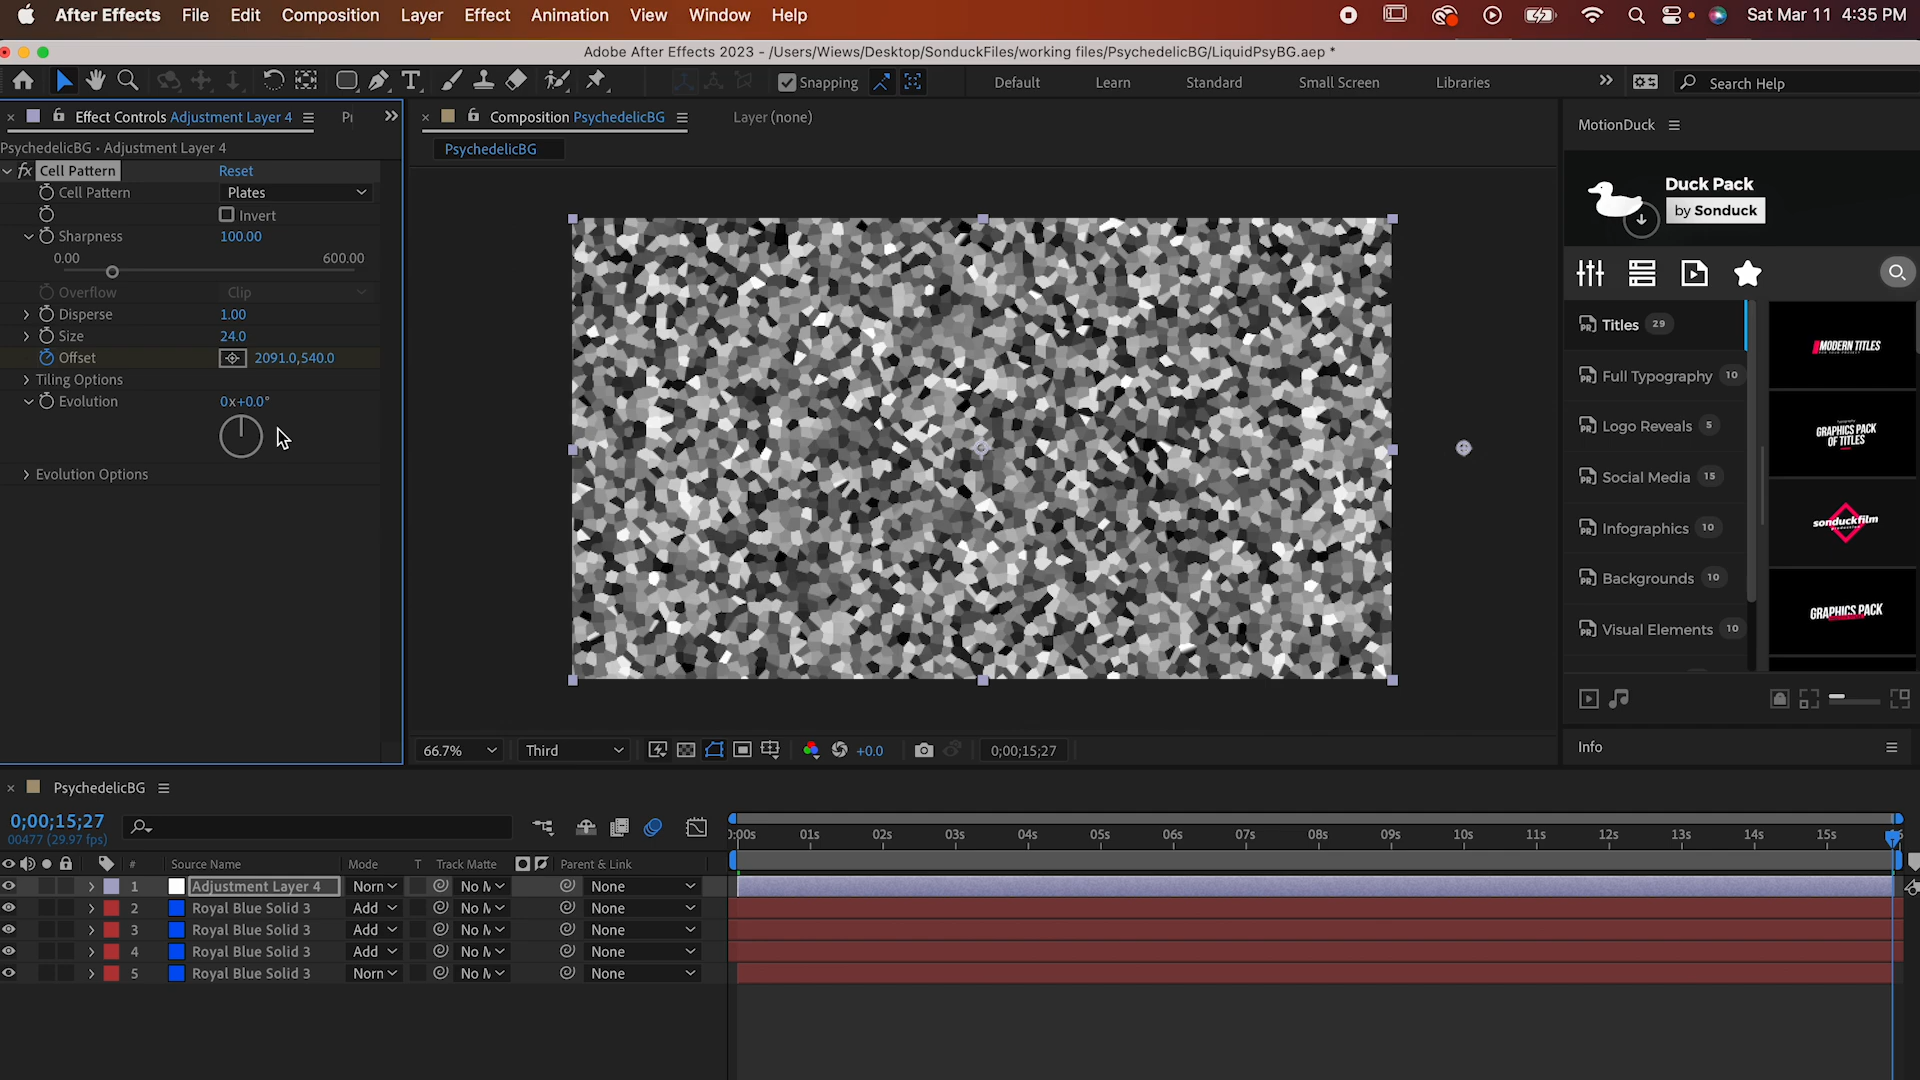 After Effects File Edit Composition Layer Effect Animation View Window Help Sat Mar 11 4:35 PM
Adobe After Effects 2023 - /Users/Wiews/Desktop/SonduckFiles/working files/PsychedelicBG/LiquidPsyBG.aep *
Snapping Default Learn Standard Small Screen Libraries Search Help
Effect Controls Adjustment Layer 4
PsychedelicBG • Adjustment Layer 4
fx Cell Pattern Reset
Cell Pattern Plates
Invert
Sharpness 100.00
0.00 600.00
Overflow Clip
Disperse 1.00
Size 24.0
Offset 2091.0,540.0
Tiling Options
Evolution 0x+0.0°
Evolution Options
Composition PsychedelicBG Layer (none)
PsychedelicBG
66.7% Third +0.0 0;00;15;27
MotionDuck
Duck Pack
by Sonduck
Titles 29
Full Typography 10
Logo Reveals 5
Social Media 15
Infographics 10
Backgrounds 10
Visual Elements 10
MODERN TITLES
GRAPHICS PACK
OF TITLES
sonduckfilm
GRAPHICS PACK
Info
PsychedelicBG
0;00;15;27
00477 (29.97 fps)
:00s 01s 02s 03s 04s 05s 06s 07s 08s 09s 10s 11s 12s 13s 14s 15s
# Source Name Mode T Track Matte Parent & Link
1 Adjustment Layer 4 Norn None
2 Royal Blue Solid 3 Add None
3 Royal Blue Solid 3 Add None
4 Royal Blue Solid 3 Add None
5 Royal Blue Solid 3 Norn None